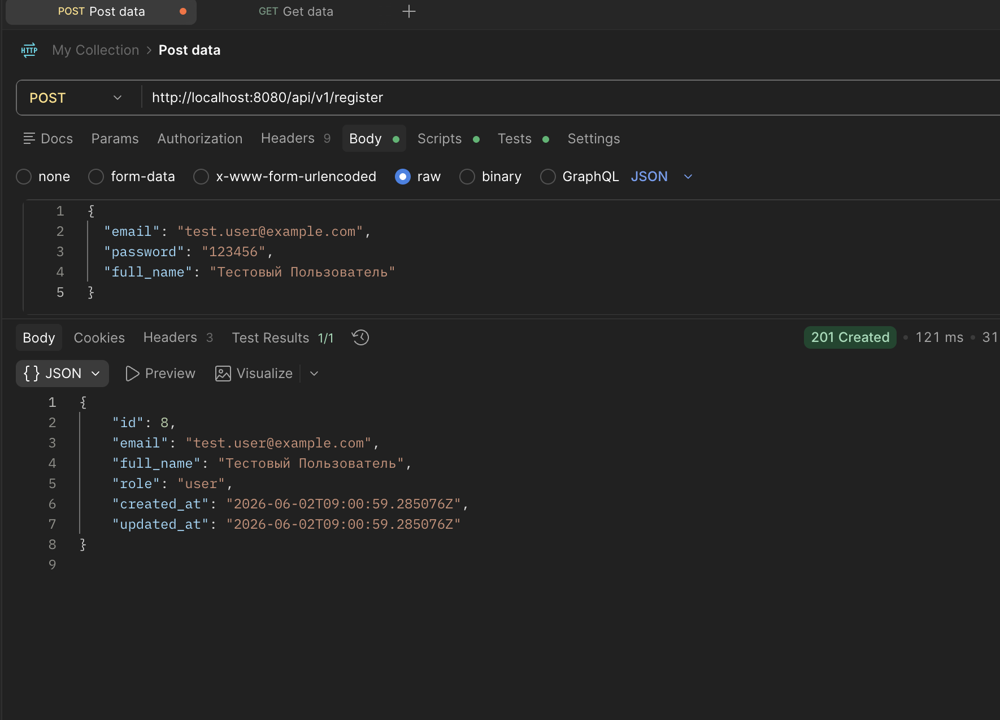 POST Post data
GET Get data
HTTP My Collection > Post data
POST http://localhost:8080/api/v1/register
Docs Params Authorization Headers 9 Body Scripts Tests Settings
none form-data x-www-form-urlencoded raw binary GraphQL JSON
1 {
2 "email": "test.user@example.com",
3 "password": "123456",
4 "full_name": "Тестовый Пользователь"
5 }
Body Cookies Headers 3 Test Results 1/1 201 Created • 121 ms • 31
{} JSON Preview Visualize
1 {
2 "id": 8,
3 "email": "test.user@example.com",
4 "full_name": "Тестовый Пользователь",
5 "role": "user",
6 "created_at": "2026-06-02T09:00:59.285076Z",
7 "updated_at": "2026-06-02T09:00:59.285076Z"
8 }
9